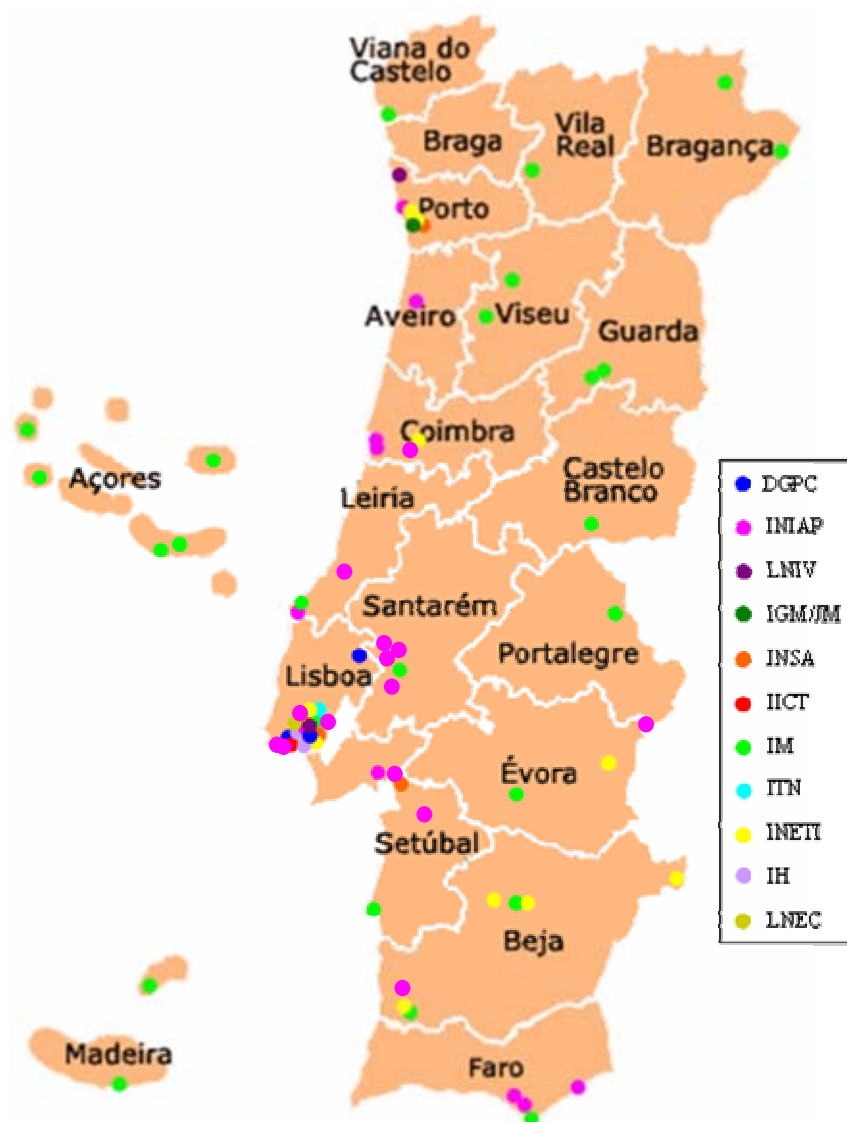 Viana do
Castelo
Braga
Vila
Real
Bragança
Porto
Aveiro
Viseu
Guarda
Coimbra
Açores
Leiria
Castelo
Branco
Santarém
Lisboa
Portalegre
Évora
Setúbal
Beja
Madeira
Faro
DGPC
INIAP
LNIV
IGM/JM
INSA
IICT
IM
ITN
INETI
IH
LNEC